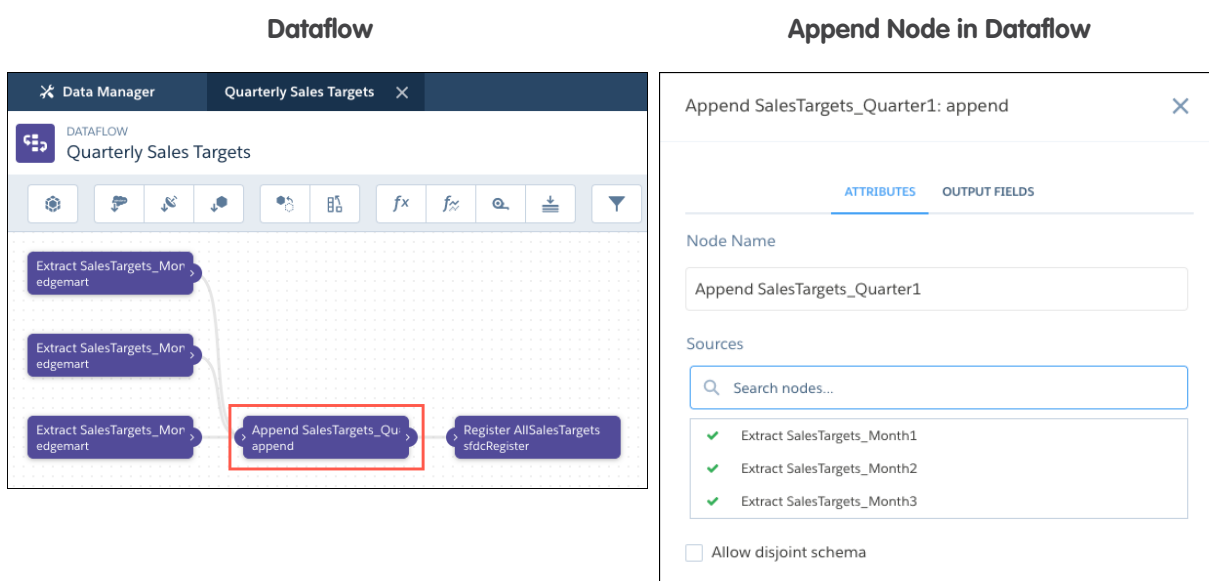 Dataflow
Data Manager
Quarterly Sales Targets
DATAFLOW
Quarterly Sales Targets
fx
f
Extract SalesTargets_Mon
edgemart
Extract SalesTargets_Mon
edgemart
Extract SalesTargets_Mon
edgemart
Append SalesTargets_Qu
append
Register AllSalesTargets
sfdcRegister
Append Node in Dataflow
Append SalesTargets_Quarter1: append
ATTRIBUTES
OUTPUT FIELDS
Node Name
Append SalesTargets_Quarter1
Sources
Search nodes...
Extract SalesTargets_Month1
Extract SalesTargets_Month2
Extract SalesTargets_Month3
Allow disjoint schema